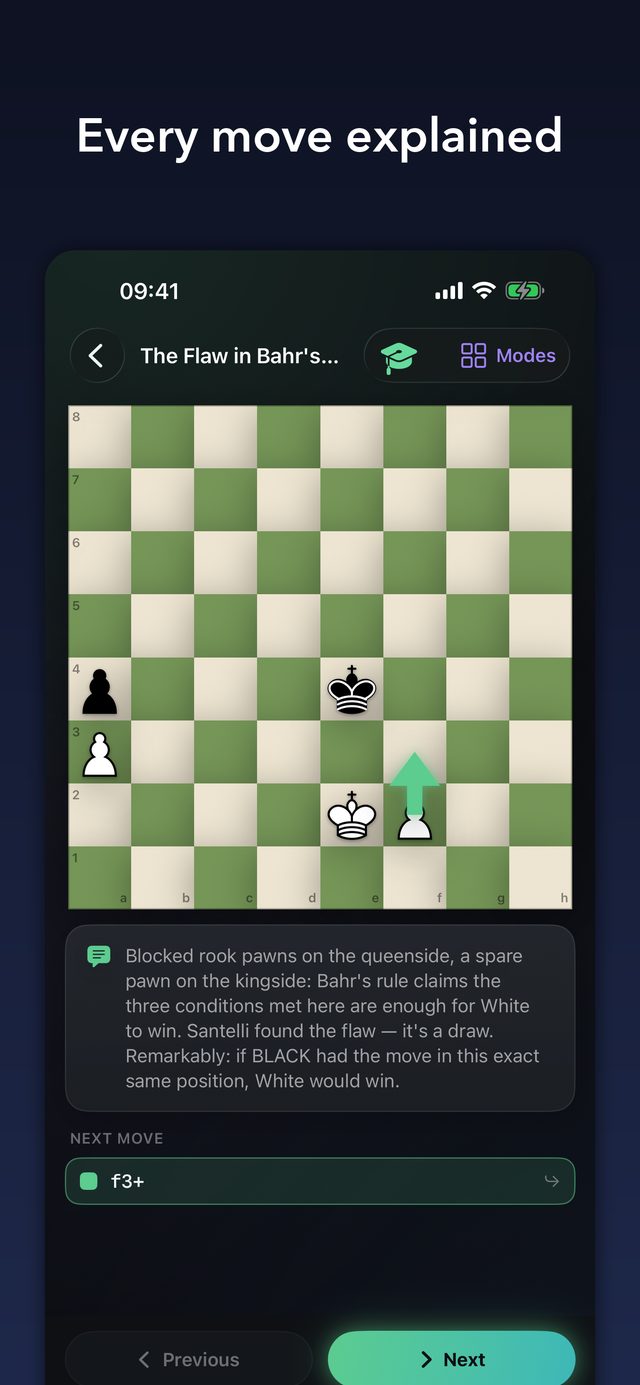 Every move explained
09:41
The Flaw in Bahr's...
Modes
8
7
6
5
4
3
2
1
a b c d e f g h
Blocked rook pawns on the queenside, a spare
pawn on the kingside: Bahr's rule claims the
three conditions met here are enough for White
to win. Santelli found the flaw — it's a draw.
Remarkably: if BLACK had the move in this exact
same position, White would win.
NEXT MOVE
f3+
Previous
Next